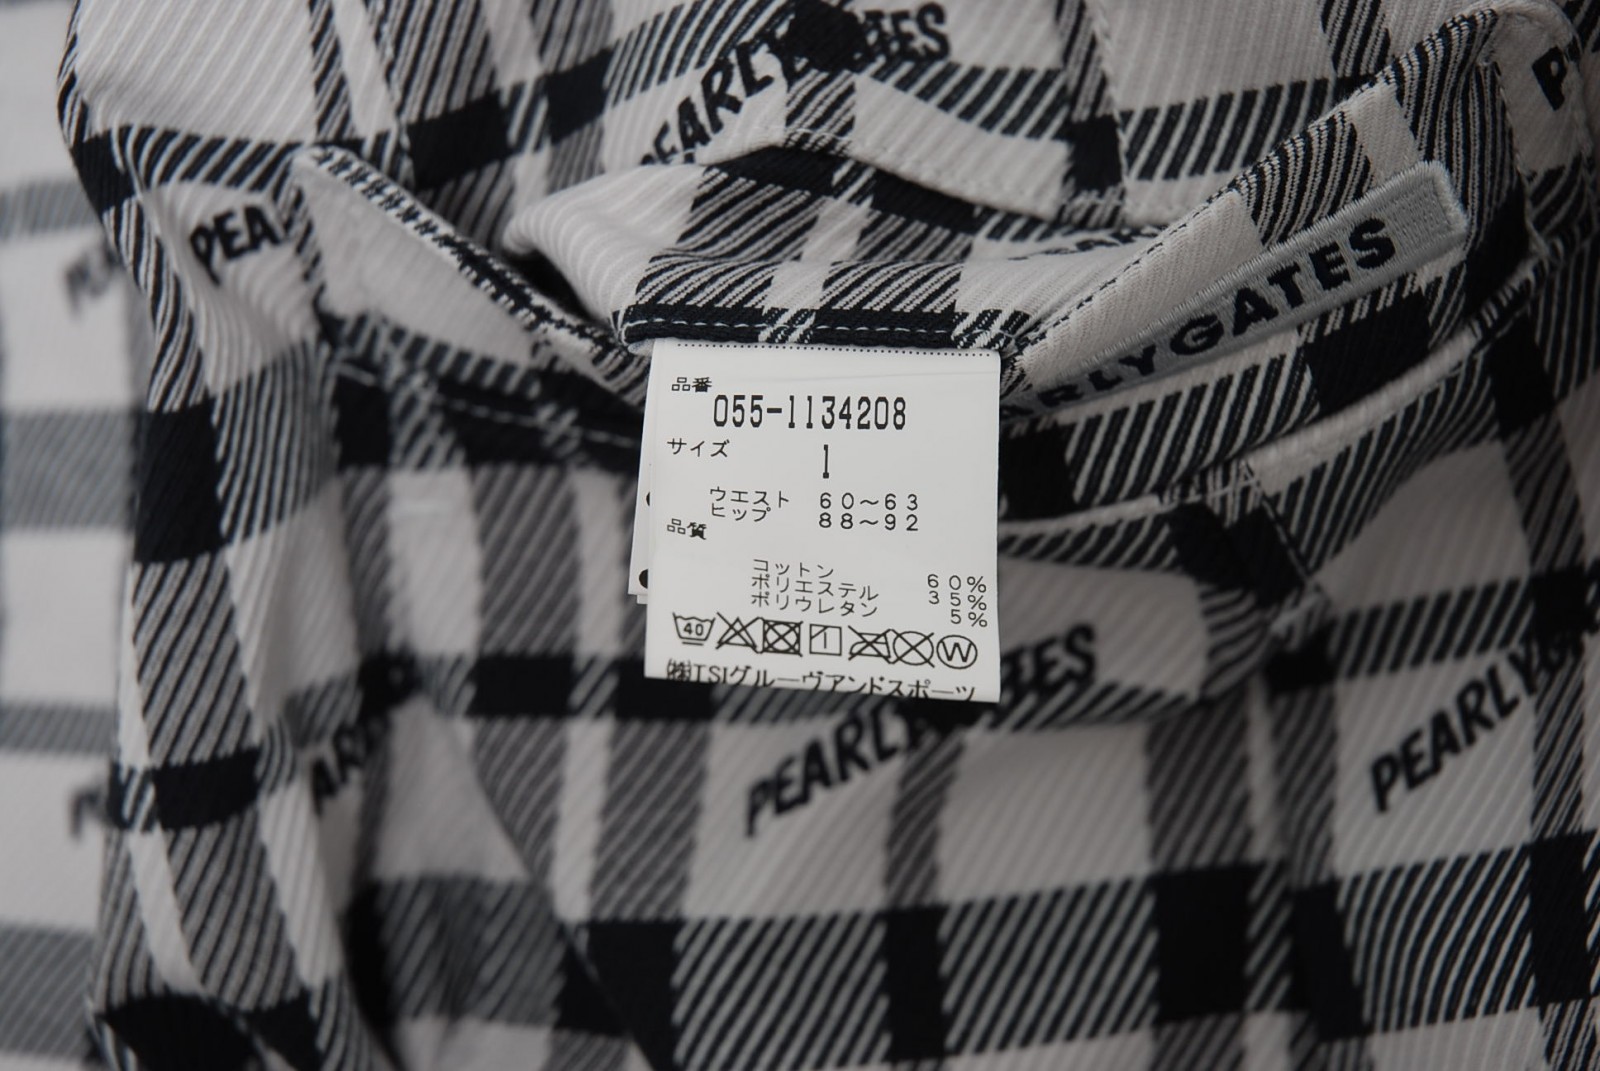 PEARLY
PEAR
GATES
品番
055-1134208
サイズ
1
ウエスト 60~63
ヒップ 88~92
品質
コットン 60%
ポリエステル 35%
ポリウレタン 5%
40
W
㈱TSIグルーヴアンドスポーツ
PEARLY
PEARLY